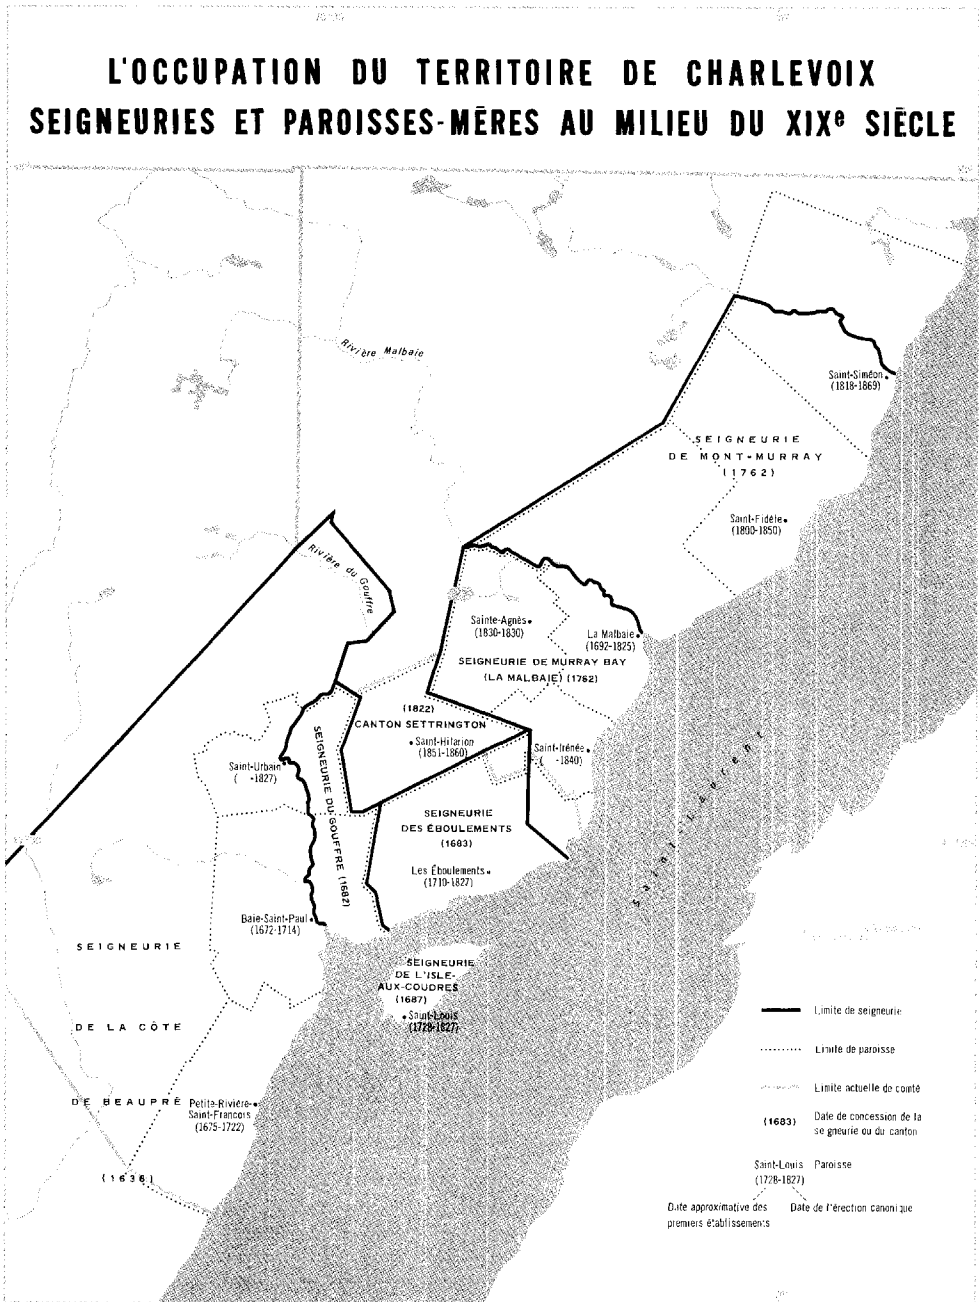 L'OCCUPATION DU TERRITOIRE DE CHARLEVOIX
SEIGNEURIES ET PAROISSES-MÊRES AU MILIEU DU XIXe SIÈCLE
Rivière Malbaie
Saint-Siméon
(1818-1869)
SEIGNEURIE
DE MONT-MURRAY
(1762)
Saint-Fidèle
(1800-1850)
Rivière du Gouffre
Sainte-Agnès
(1830-1830)
La Malbaie
(1692-1825)
SEIGNEURIE DE MURRAY BAY
(LA MALBAIE) (1762)
(1822)
CANTON SETTRINGTON
Saint-Hilarion
(1851-1860)
Saint-Irénée
( -1840)
Saint-Urbain
( -1827)
SEIGNEURIE DU GOUFFRE (1682)
SEIGNEURIE
DES ÉBOULEMENTS
(1683)
Les Éboulements
(1710-1827)
Saint-Laurent
Baie-Saint-Paul
(1672-1714)
SEIGNEURIE
DE LA CÔTE
DE BEAUPRÉ
(1636)
SEIGNEURIE
DE L'ISLE-
AUX-COUDRES
(1687)
Saint-Louis
(1728-1827)
Petite-Rivière-
Saint-François
(1675-1722)
Limite de seigneurie
Limite de paroisse
Limite actuelle de comté
(1683) Date de concession de la
seigneurie ou du canton
Saint-Louis Paroisse
(1728-1827)
Date approximative des
premiers établissements
Date de l'érection canonique